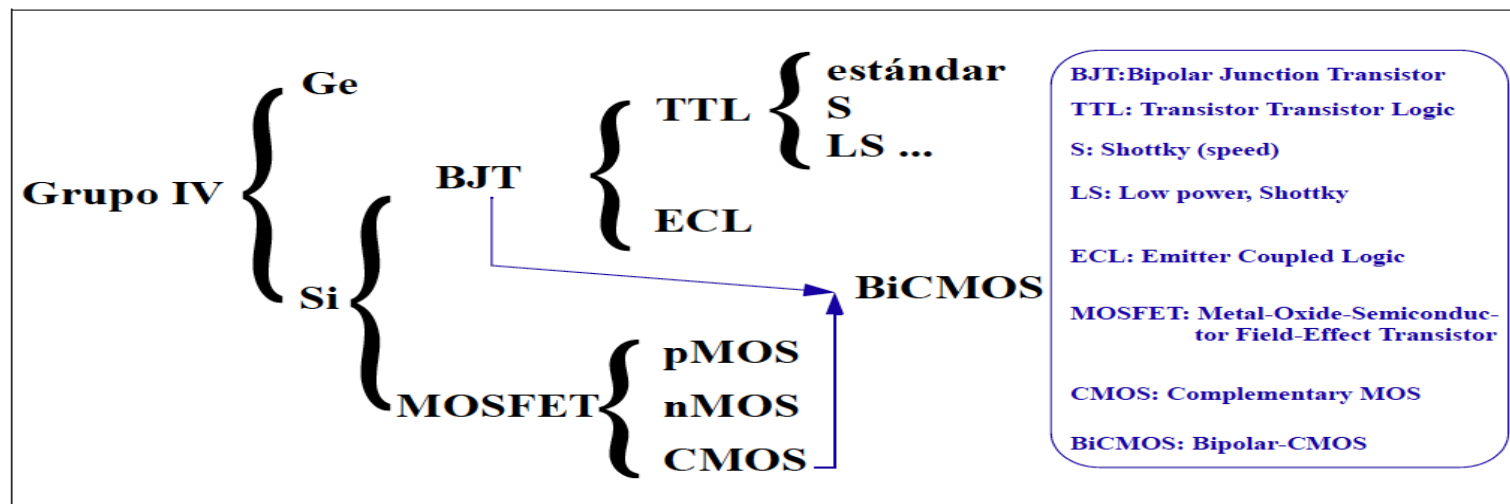 Grupo IV
Ge
Si
BJT
MOSFET
TTL
ECL
estándar
S
LS ...
pMOS
nMOS
CMOS
BiCMOS
BJT:Bipolar Junction Transistor
TTL: Transistor Transistor Logic
S: Shottky (speed)
LS: Low power, Shottky
ECL: Emitter Coupled Logic
MOSFET: Metal-Oxide-Semiconduc-
tor Field-Effect Transistor
CMOS: Complementary MOS
BiCMOS: Bipolar-CMOS